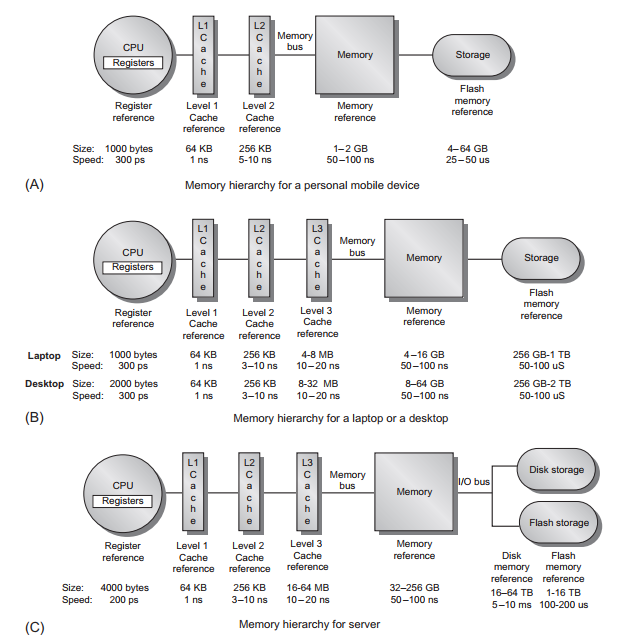 CPU
Registers
L1
C
a
c
h
e
L2
C
a
c
h
e
Memory
bus
Memory
Storage
Register
reference
Level 1
Cache
reference
Level 2
Cache
reference
Memory
reference
Flash
memory
reference
Size: 1000 bytes 64 KB 256 KB 1–2 GB 4–64 GB
Speed: 300 ps 1 ns 5-10 ns 50–100 ns 25–50 us
(A) Memory hierarchy for a personal mobile device
CPU
Registers
L1
C
a
c
h
e
L2
C
a
c
h
e
L3
C
a
c
h
e
Memory
bus
Memory
Storage
Register
reference
Level 1
Cache
reference
Level 2
Cache
reference
Level 3
Cache
reference
Memory
reference
Flash
memory
reference
Laptop Size: 1000 bytes 64 KB 256 KB 4-8 MB 4–16 GB 256 GB-1 TB
Speed: 300 ps 1 ns 3–10 ns 10–20 ns 50–100 ns 50-100 uS
Desktop Size: 2000 bytes 64 KB 256 KB 8-32 MB 8–64 GB 256 GB-2 TB
Speed: 300 ps 1 ns 3–10 ns 10–20 ns 50–100 ns 50-100 uS
(B) Memory hierarchy for a laptop or a desktop
CPU
Registers
L1
C
a
c
h
e
L2
C
a
c
h
e
L3
C
a
c
h
e
Memory
bus
Memory
I/O bus
Disk storage
Flash storage
Register
reference
Level 1
Cache
reference
Level 2
Cache
reference
Level 3
Cache
reference
Memory
reference
Disk
memory
reference
Flash
memory
reference
Size: 4000 bytes 64 KB 256 KB 16-64 MB 32–256 GB 16–64 TB 1-16 TB
Speed: 200 ps 1 ns 3–10 ns 10–20 ns 50–100 ns 5–10 ms 100-200 us
(C) Memory hierarchy for server